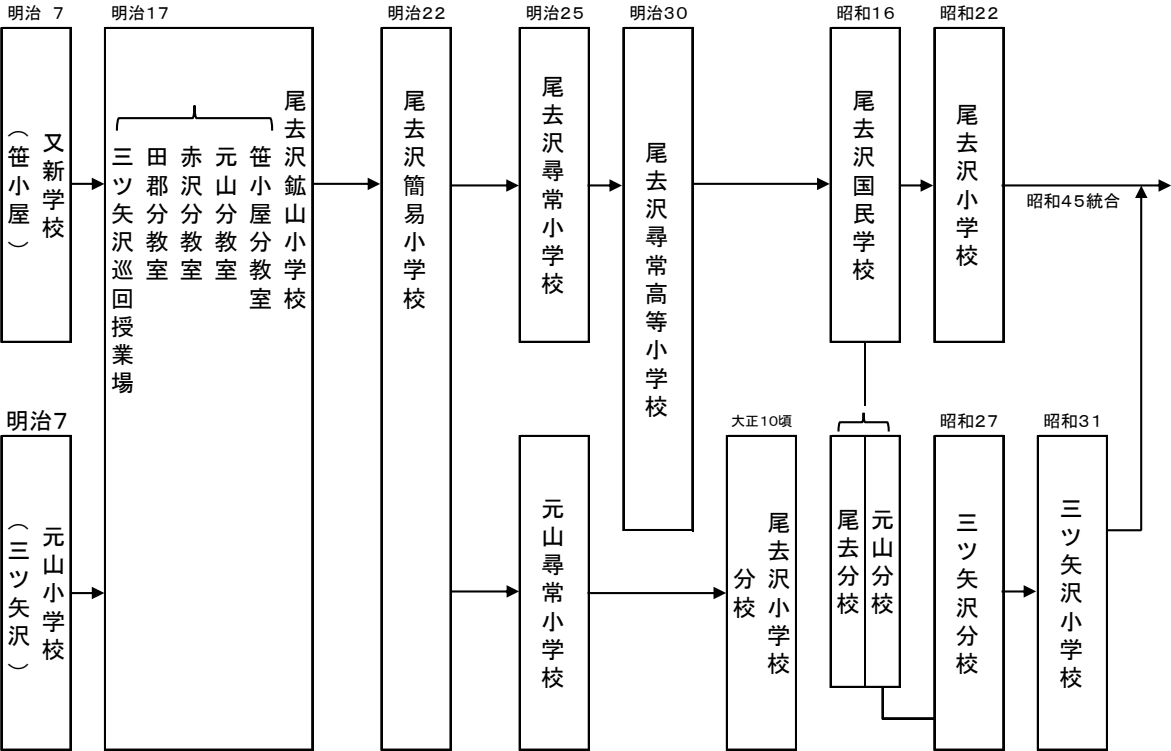 明治 7
又新学校
（笹小屋）
明治7
元山小学校
（三ツ矢沢）
明治17
尾去沢鉱山小学校
笹小屋分教室
元山分教室
赤沢分教室
田郡分教室
三ツ矢沢巡回授業場
明治22
尾去沢簡易小学校
明治25
尾去沢尋常小学校
元山尋常小学校
明治30
尾去沢尋常高等小学校
大正10頃
尾去沢小学校
分校
昭和16
尾去沢国民学校
元山分校
尾去分校
昭和22
尾去沢小学校
昭和27
三ツ矢沢分校
昭和31
三ツ矢沢小学校
昭和45統合